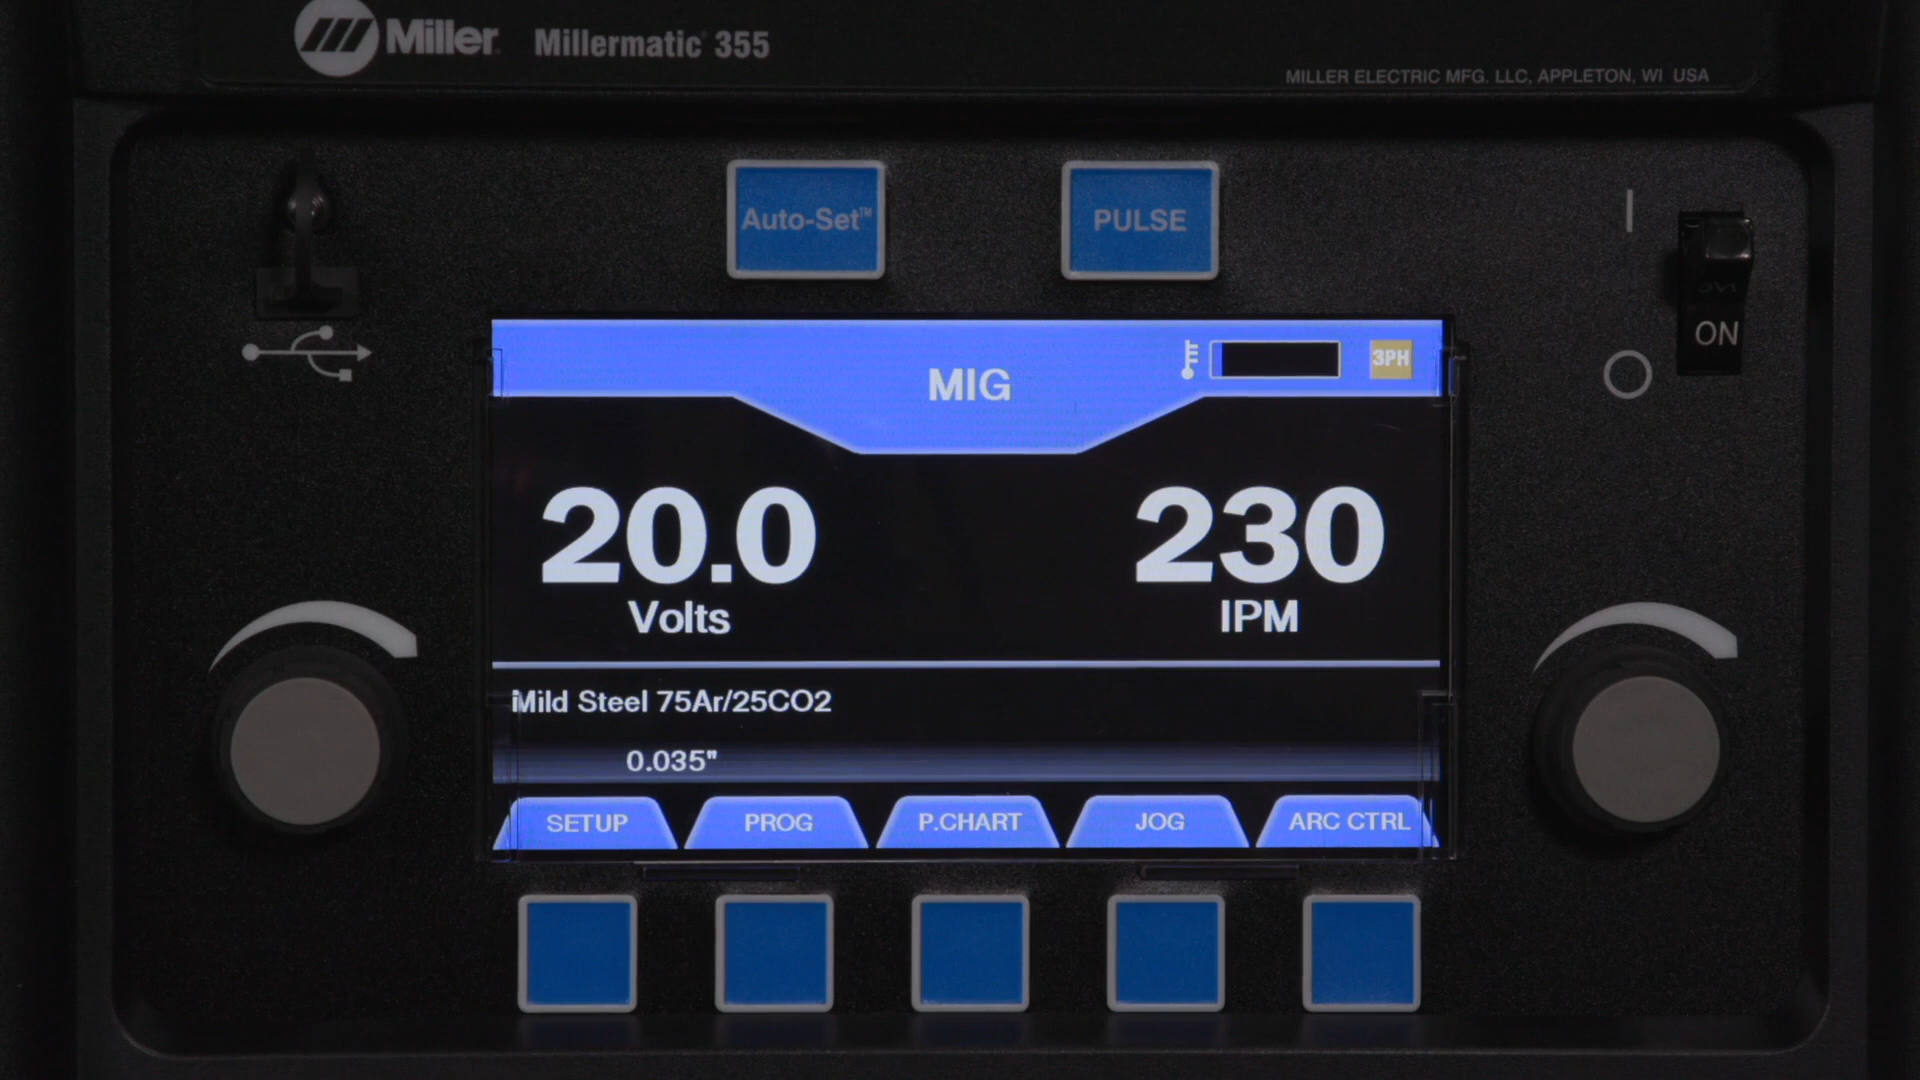 Miller. Millermatic® 355
MILLER ELECTRIC MFG. LLC, APPLETON, WI USA
Auto-Set™
PULSE
ON
MIG
3PH
20.0
Volts
230
IPM
Mild Steel 75Ar/25CO2
0.035"
SETUP
PROG
P.CHART
JOG
ARC CTRL